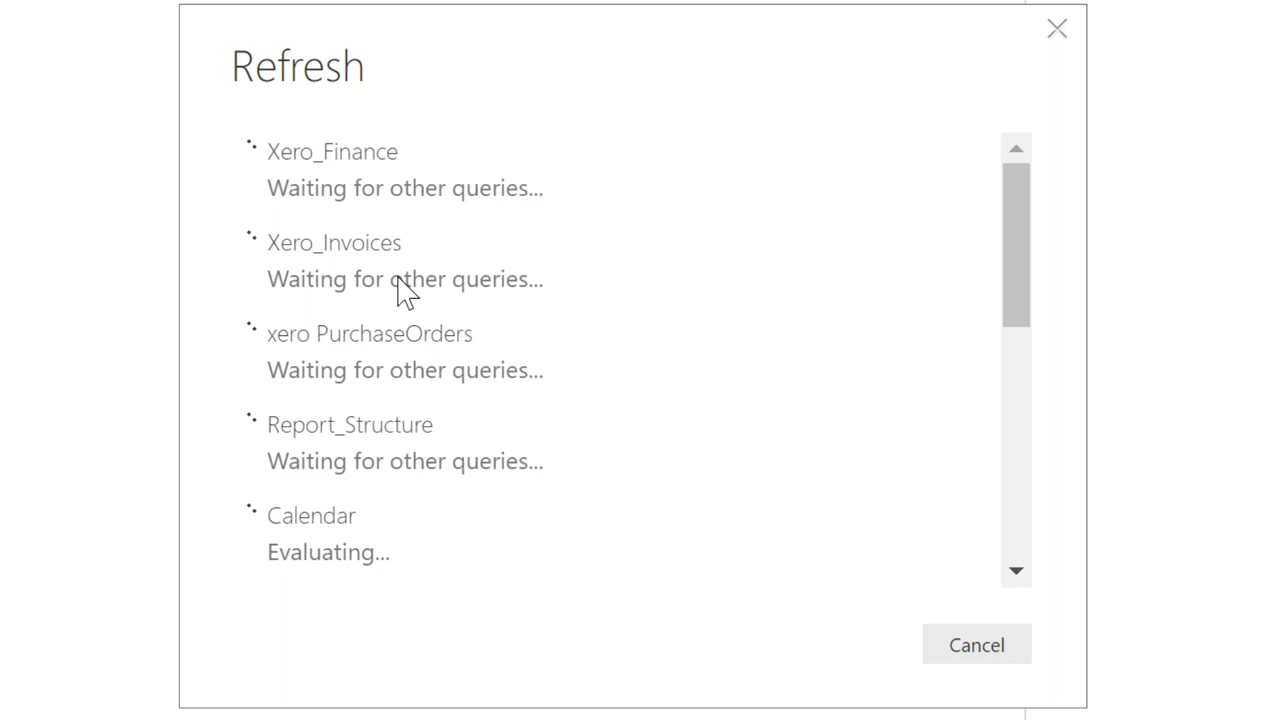 Refresh
Xero_Finance
Waiting for other queries...
Xero_Invoices
Waiting for other queries...
xero PurchaseOrders
Waiting for other queries...
Report_Structure
Waiting for other queries...
Calendar
Evaluating...
Cancel